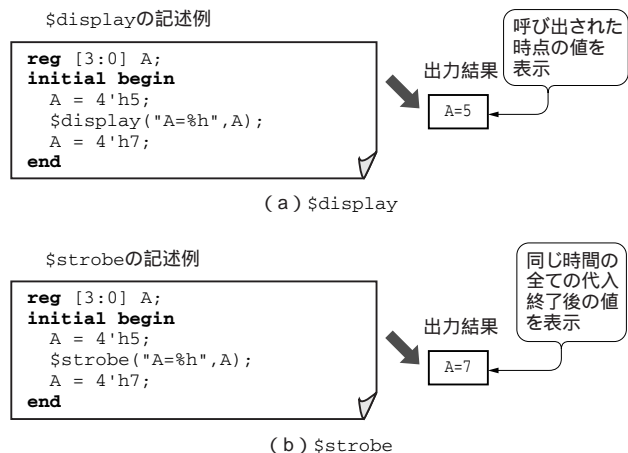 $displayの記述例
reg [3:0] A;
initial begin
A = 4'h5;
$display("A=%h",A);
A = 4'h7;
end
出力結果
A=5
呼び出された
時点の値を
表示
(a)$display
$strobeの記述例
reg [3:0] A;
initial begin
A = 4'h5;
$strobe("A=%h",A);
A = 4'h7;
end
出力結果
A=7
同じ時間の
全ての代入
終了後の値
を表示
(b)$strobe